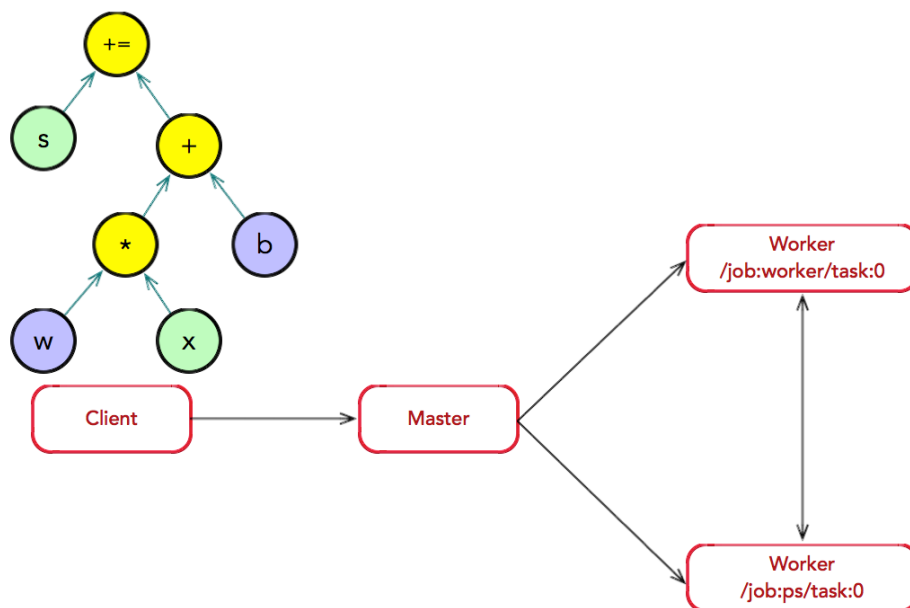 +=
s
+
*
b
w
x
Client
Master
Worker
/job:worker/task:0
Worker
/job:ps/task:0